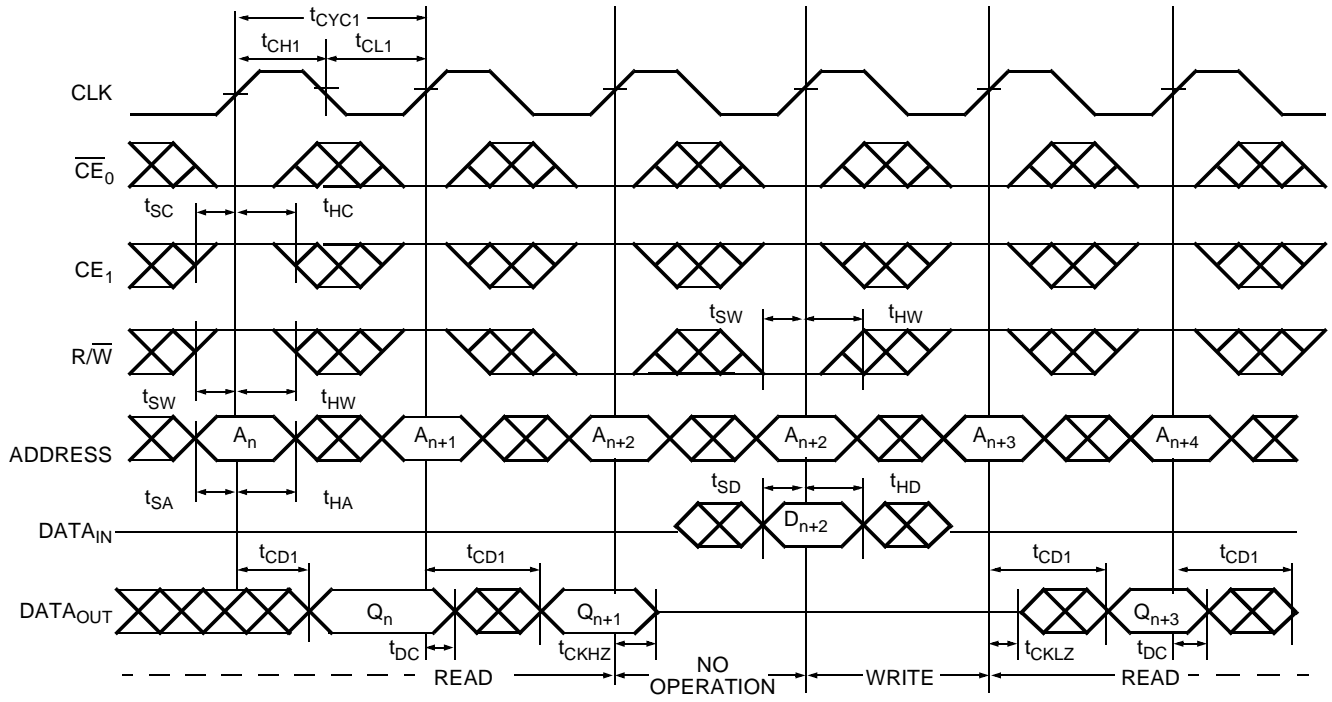 tCYC1
tCH1 tCL1
CLK
CE0
tSC tHC
CE1
tSW tHW
R/W
tSW tHW
ADDRESS An An+1 An+2 An+2 An+3 An+4
tSA tHA tSD tHD
DATAIN Dn+2
tCD1 tCD1 tCD1 tCD1
DATAOUT Qn Qn+1 Qn+3
tDC tCKHZ tCKLZ tDC
READ NO OPERATION WRITE READ